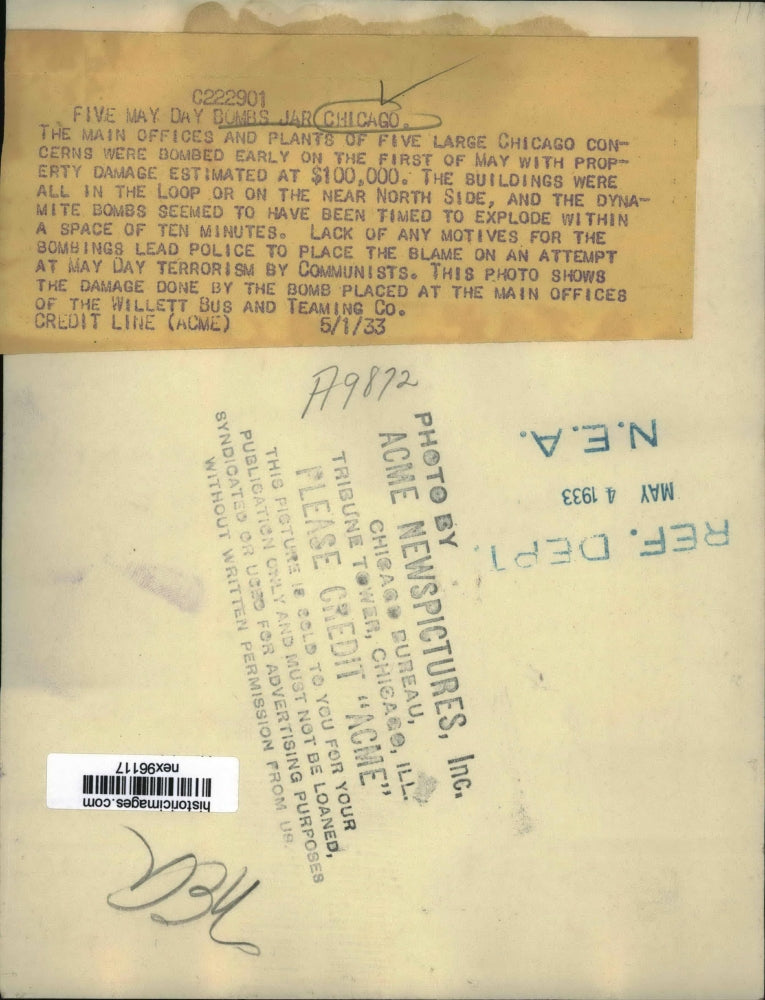 C222901
FIVE MAY DAY BOMBS JAR CHICAGO.
THE MAIN OFFICES AND PLANTS OF FIVE LARGE CHICAGO CON-
CERNS WERE BOMBED EARLY ON THE FIRST OF MAY WITH PROP-
ERTY DAMAGE ESTIMATED AT $100,000. THE BUILDINGS WERE
ALL IN THE LOOP OR ON THE NEAR NORTH SIDE, AND THE DYNA-
MITE BOMBS SEEMED TO HAVE BEEN TIMED TO EXPLODE WITHIN
A SPACE OF TEN MINUTES. LACK OF ANY MOTIVES FOR THE
BOMBINGS LEAD POLICE TO PLACE THE BLAME ON AN ATTEMPT
AT MAY DAY TERRORISM BY COMMUNISTS. THIS PHOTO SHOWS
THE DAMAGE DONE BY THE BOMB PLACED AT THE MAIN OFFICES
OF THE WILLETT BUS AND TEAMING CO.
CREDIT LINE (ACME) 5/1/33
A9872
PHOTO BY
ACME NEWSPICTURES, Inc.
CHICAGO BUREAU,
TRIBUNE TOWER, CHICAGO, ILL.
PLEASE CREDIT "ACME"
THIS PICTURE IS SOLD TO YOU FOR YOUR
PUBLICATION ONLY AND MUST NOT BE LOANED,
SYNDICATED OR USED FOR ADVERTISING PURPOSES
WITHOUT WRITTEN PERMISSION FROM US.
N.E.A.
MAY 4 1933
REF. DEPT.
historicimages.com
nex96117